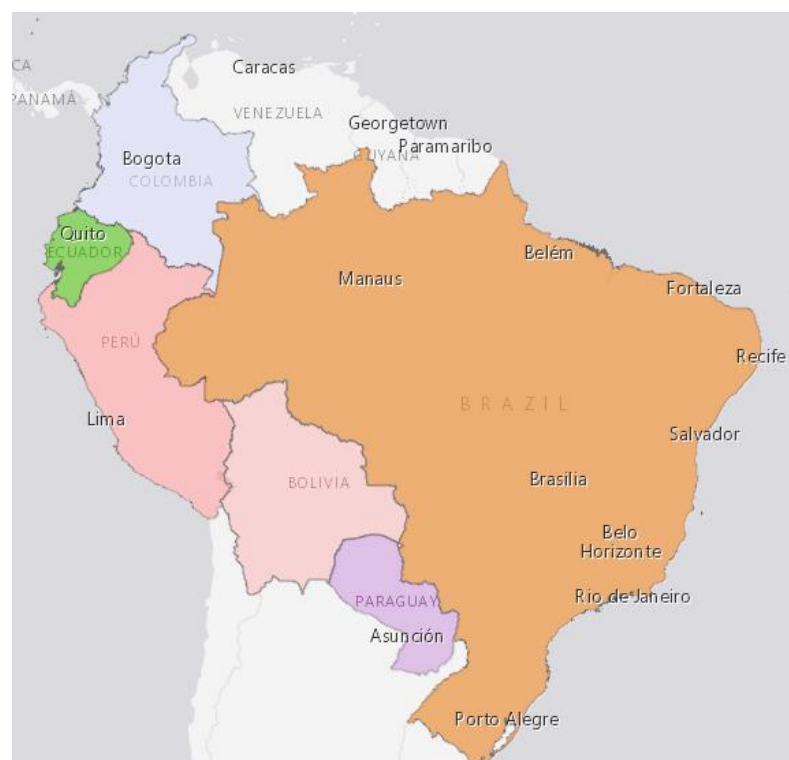 CA
PANAMÁ
Caracas
VENEZUELA
Georgetown
GUYANA
Paramaribo
Bogota
COLOMBIA
Quito
ECUADOR
Belém
Manaus
Fortaleza
PERÚ
Recife
BRAZIL
Lima
Salvador
BOLIVIA
Brasilia
Belo
Horizonte
Rio de Janeiro
PARAGUAY
Asunción
Porto Alegre